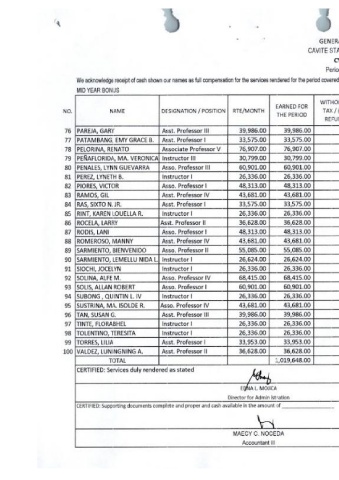 GENER
CAVITE STA
C
Perio
We acknowledge receipt of cash shown our names as full compensation for the services rendered for the period covered
MID YEAR BONUS
NO. NAME DESIGNATION / POSITION RTE/MONTH EARNED FOR THE PERIOD WITHO TAX / REFU
76 PAREJA, GARY Asst. Professor III 39,986.00 39,986.00
77 PATAMBANG, EMY GRACE B. Asst. Professor I 33,575.00 33,575.00
78 PELORINA, RENATO Associate Professor V 76,907.00 76,907.00
79 PEÑAFLORIDA, MA. VERONICA Instructor III 30,799.00 30,799.00
80 PENALES, LYNN GUEVARRA Asso. Professor III 60,901.00 60,901.00
81 PEREZ, LYNETH B. Instructor I 26,336.00 26,336.00
82 PIORES, VICTOR Asso. Professor I 48,313.00 48,313.00
83 RAMOS, GIL Asst. Professor IV 43,681.00 43,681.00
84 RAS, SIXTO N. JR. Asst. Professor I 33,575.00 33,575.00
85 RINT, KAREN LOUELLA R. Instructor I 26,336.00 26,336.00
86 ROCELA, LARRY Asst. Professor II 36,628.00 36,628.00
87 RODIS, LANI Asso. Professor I 48,313.00 48,313.00
88 ROMEROSO, MANNY Asst. Professor IV 43,681.00 43,681.00
89 SARMIENTO, BIENVENIDO Asso. Professor II 55,085.00 55,085.00
90 SARMIENTO, LEMELLU NIDA L. Instructor I 26,624.00 26,624.00
91 SIOCHI, JOCELYN Instructor I 26,336.00 26,336.00
92 SOLINA, ALFE M. Asso. Professor IV 68,415.00 68,415.00
93 SOLIS, ALLAN ROBERT Asso. Professor I 60,901.00 60,901.00
94 SUBONG , QUINTIN L. IV Instructor I 26,336.00 26,336.00
95 SUSTRINA, MA. ISOLDE R. Asst. Professor IV 43,681.00 43,681.00
96 TAN, SUSAN G. Asst. Professor III 39,986.00 39,986.00
97 TINTE, FLORABHEL Instructor I 26,336.00 26,336.00
98 TOLENTINO, TERESITA Instructor I 26,336.00 26,336.00
99 TORRES, LILIA Asst. Professor I 33,953.00 33,953.00
100 VALDEZ, LUNINGNING A. Asst. Professor II 36,628.00 36,628.00
TOTAL 1,019,648.00
CERTIFIED: Services duly rendered as stated
EDNA L. MOJICA
Director for Administration
CERTIFIED: Supporting documents complete and proper and cash available in the amount of
MAEDY C. NOCEDA
Accountant III